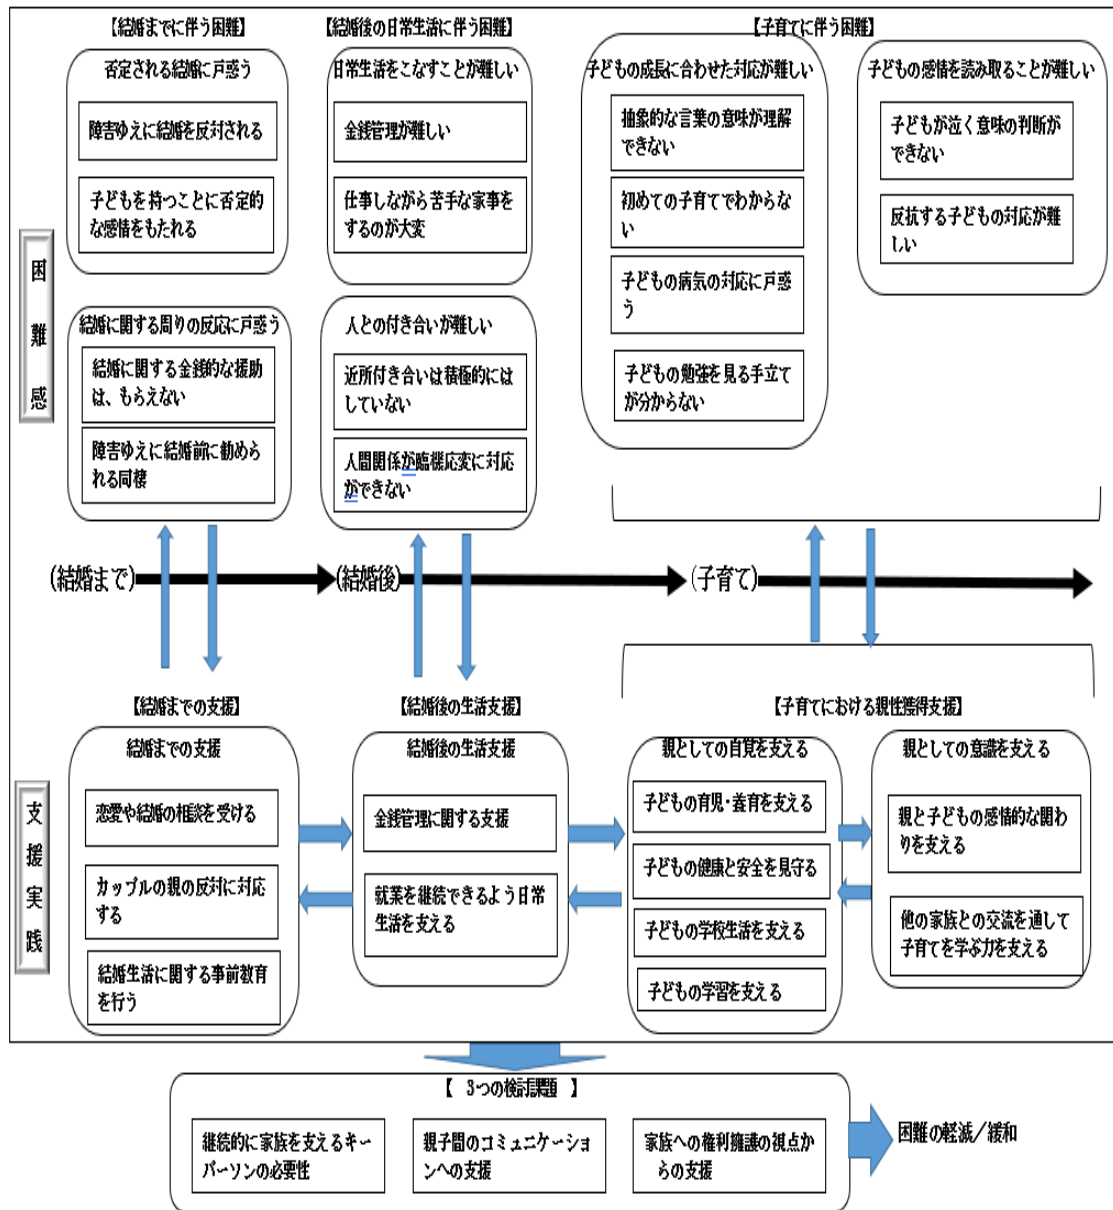 【結婚までに伴う困難】
否定される結婚に戸惑う
障害ゆえに結婚を反対される
子どもを持つことに否定的
な感情をもたれる
結婚に関する周りの反応に戸惑う
結婚に関する金銭的な援助
は、もらえない
障害ゆえに結婚前に勧めら
れる同棲
【結婚後の日常生活に伴う困難】
日常生活をこなすことが難しい
金銭管理が難しい
仕事しながら苦手な家事を
するのが大変
人との付き合いが難しい
近所付き合いは積極的には
していない
人間関係が臨機応変に対応
ができない
【子育てに伴う困難】
子どもの成長に合わせた対応が難しい
抽象的な言葉の意味が理解
できない
初めての子育てでわからな
い
子どもの病気の対応に戸惑
う
子どもの勉強を見る手立て
が分からない
子どもの感情を読み取ることが難しい
子どもが泣く意味の判断が
できない
反抗する子どもの対応が難
しい
困難感
(結婚まで)
(結婚後)
(子育て)
【結婚までの支援】
結婚までの支援
恋愛や結婚の相談を受ける
カップルの親の反対に対応
する
結婚生活に関する事前教育
を行う
【結婚後の生活支援】
結婚後の生活支援
金銭管理に関する支援
就業を継続できるよう日常
生活を支える
【子育てにおける親性獲得支援】
親としての自覚を支える
子どもの育児・養育を支える
子どもの健康と安全を見守る
子どもの学校生活を支える
子どもの学習を支える
親としての意識を支える
親と子どもの感情的な関わ
りを支える
他の家族との交流を通して
子育てを学ぶ力を支える
支援実践
【　3つの検討課題　】
継続的に家族を支えるキー
パーソンの必要性
親子間のコミュニケーショ
ンへの支援
家族への権利擁護の視点か
らの支援
困難の軽減／緩和